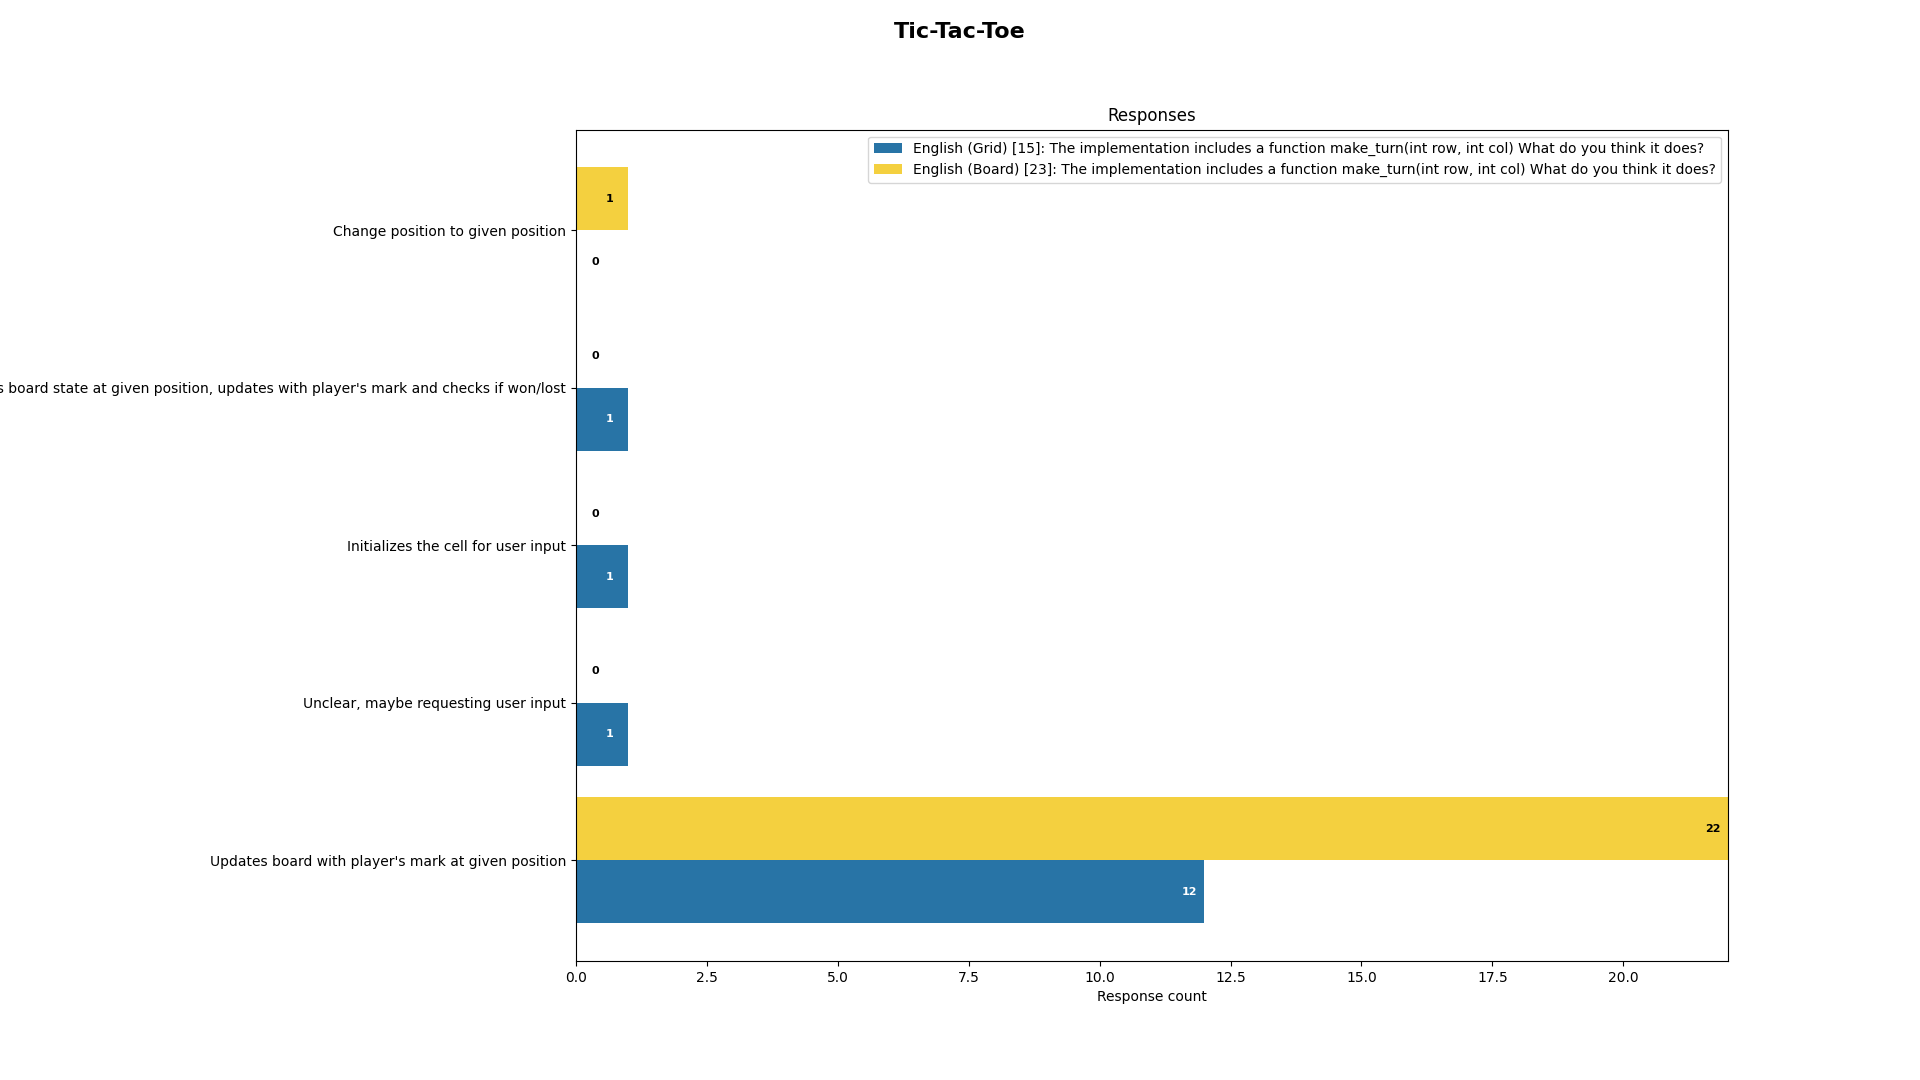 Tic-Tac-Toe
Responses
English (Grid) [15]: The implementation includes a function make_turn(int row, int col) What do you think it does?
English (Board) [23]: The implementation includes a function make_turn(int row, int col) What do you think it does?
Change position to given position
1
0
board state at given position, updates with player's mark and checks if won/lost
0
1
Initializes the cell for user input
0
1
Unclear, maybe requesting user input
0
1
Updates board with player's mark at given position
22
12
0.0 2.5 5.0 7.5 10.0 12.5 15.0 17.5 20.0
Response count